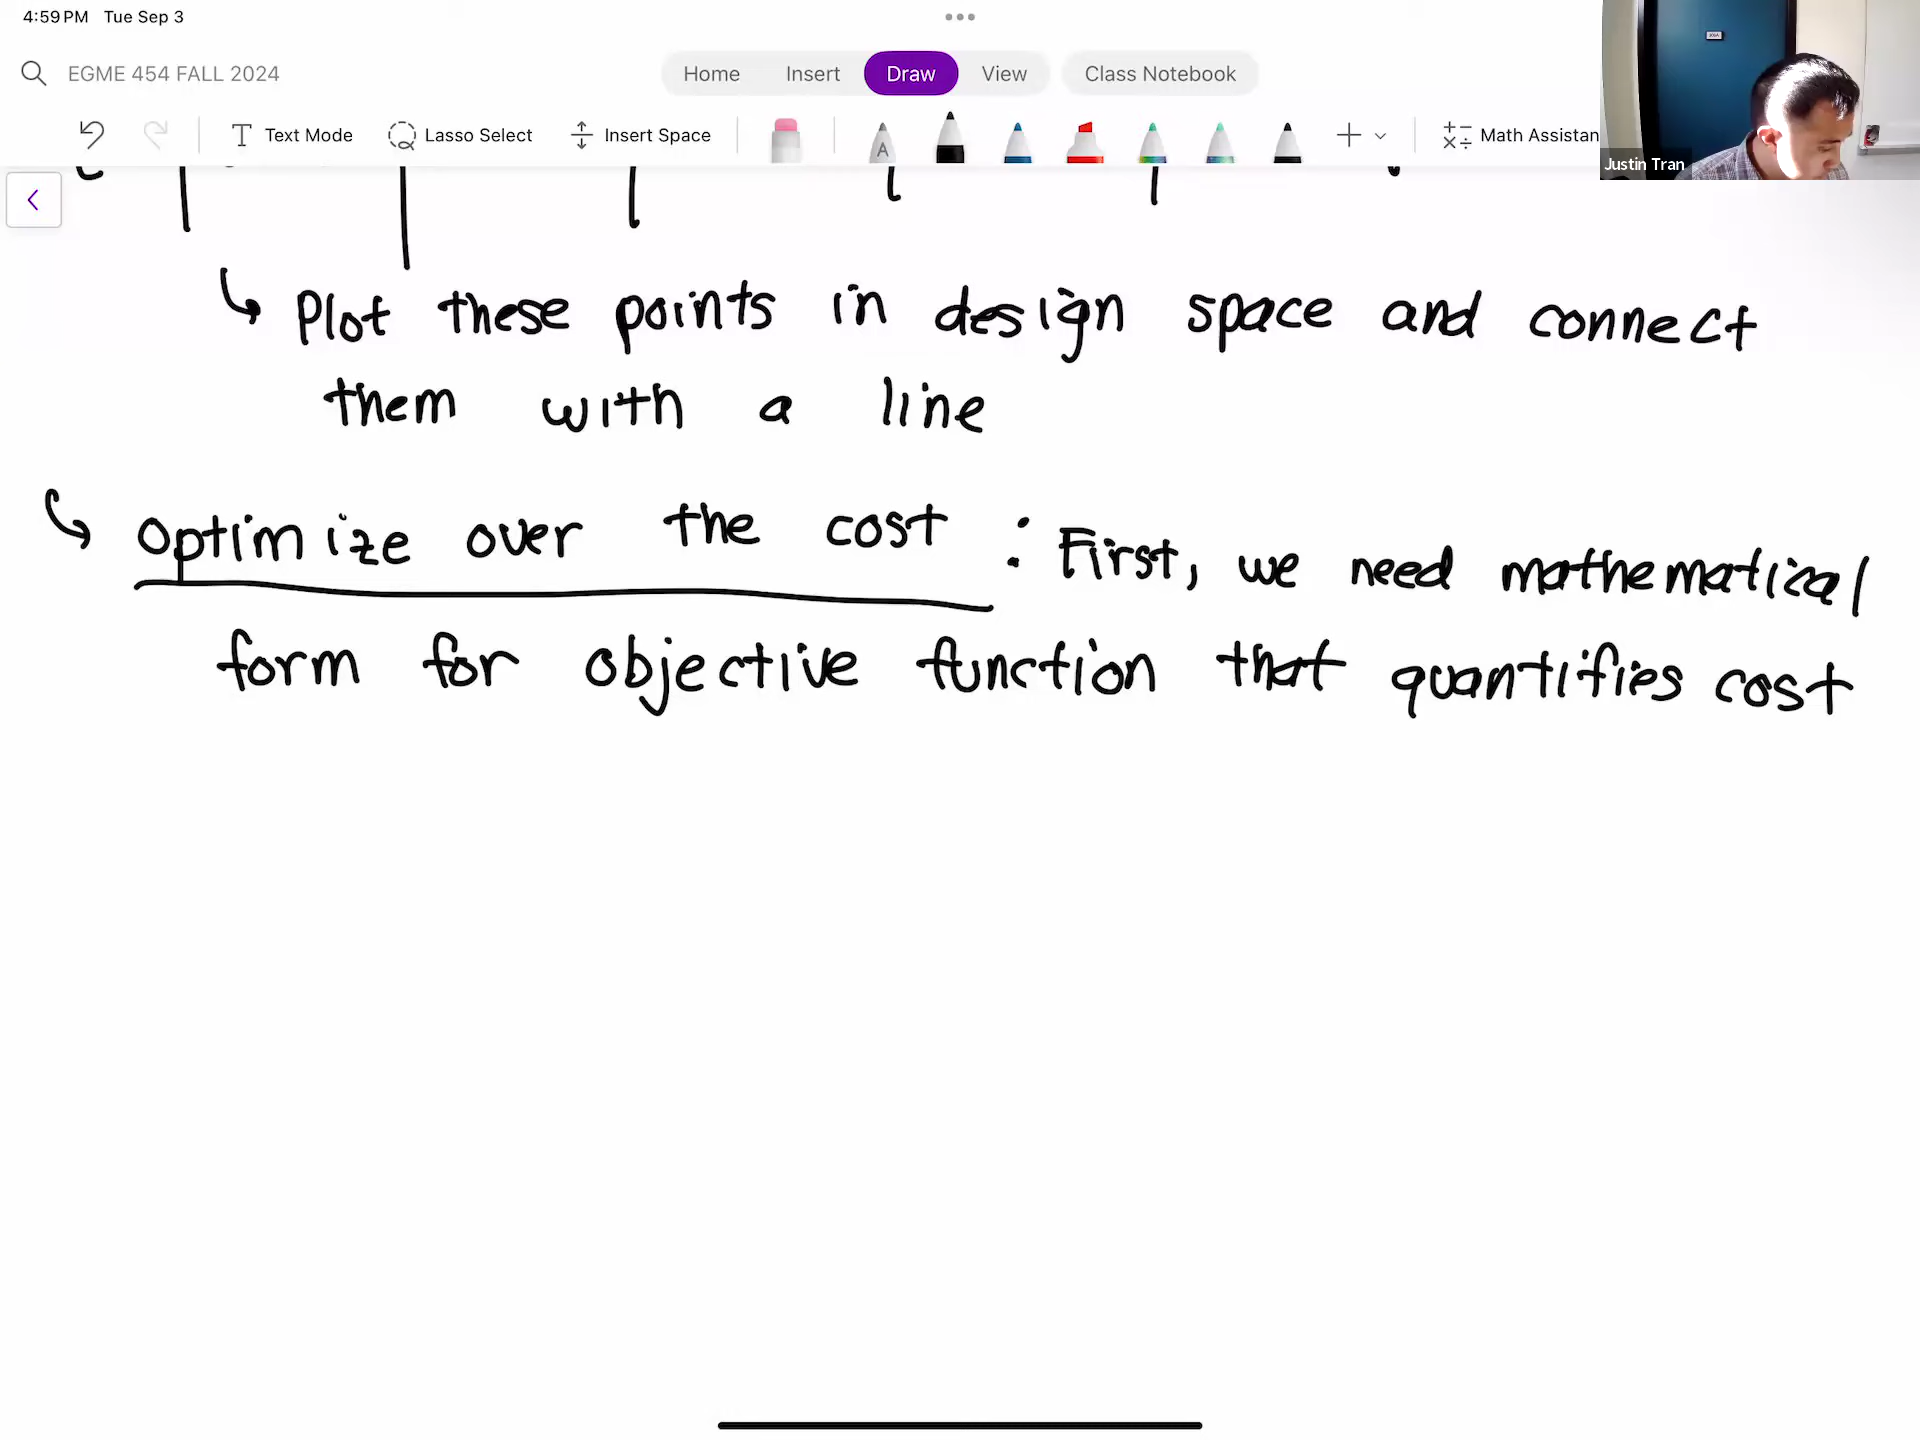 4:59 PM Tue Sep 3
EGME 454 FALL 2024
Home Insert Draw View Class Notebook
Text Mode Lasso Select Insert Space A Math Assistan
Justin Tran
Plot these points in design space and connect
them with a line
Optimize over the cost : First, we need mathematical
form for objective function that quantifies cost